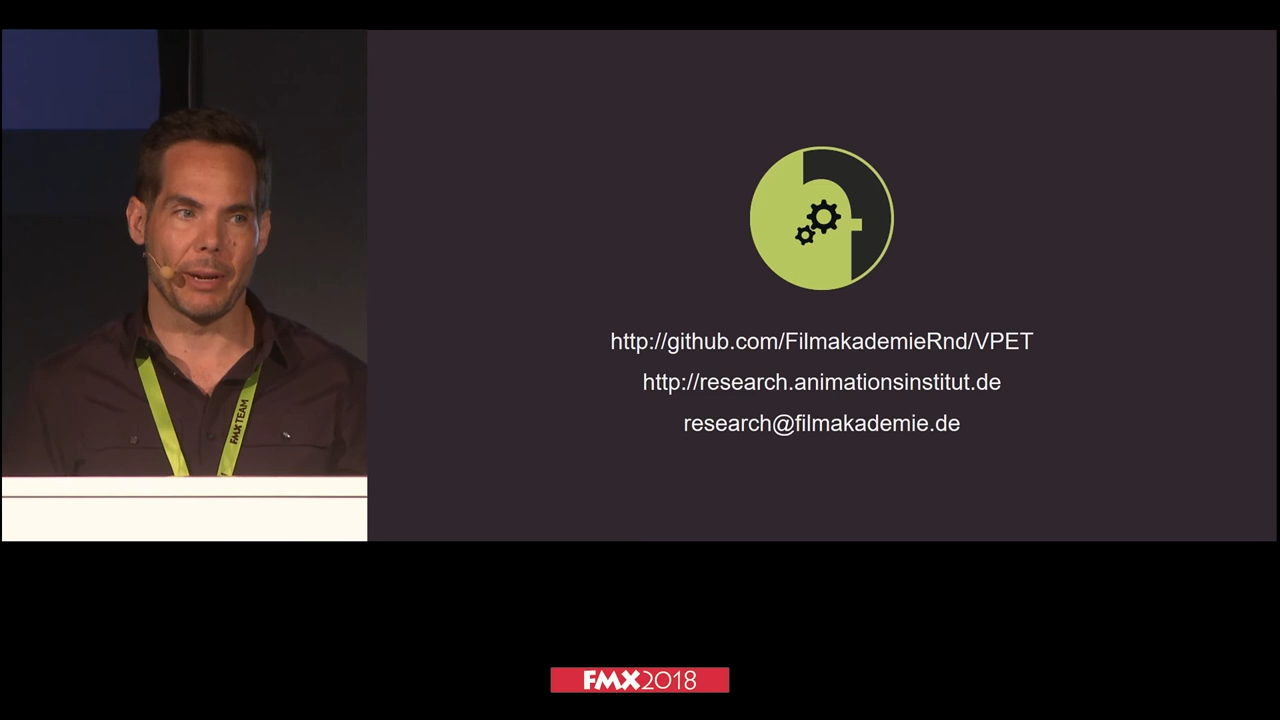 FMX TEAM
http://github.com/FilmakademieRnd/VPET
http://research.animationsinstitut.de
research@filmakademie.de
FMX2018